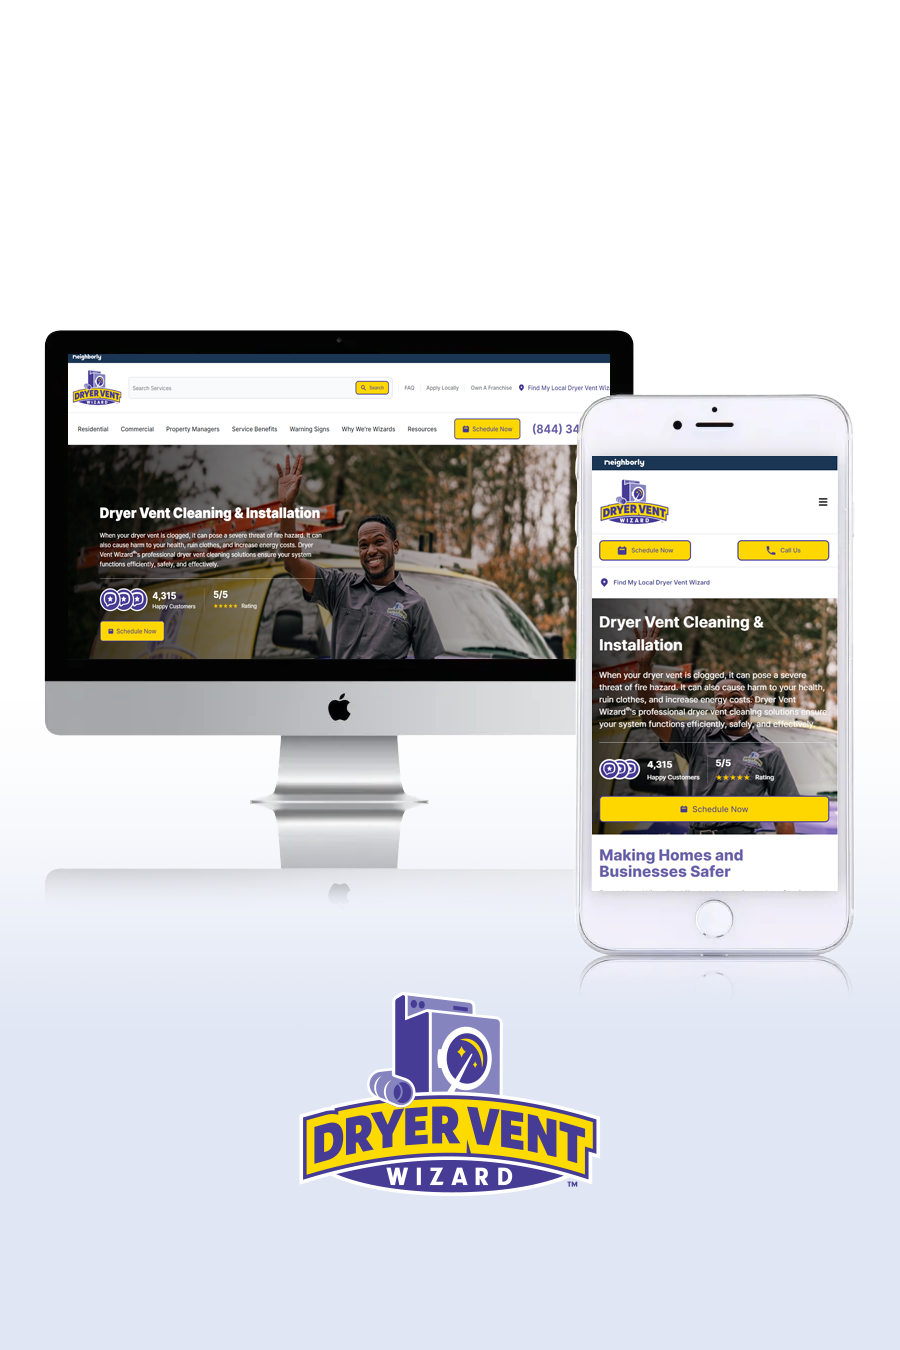 neighborly
DRYER VENT
WIZARD
Search Services
Search
FAQ
Apply Locally
Own A Franchise
Find My Local Dryer Vent Wiz
Residential
Commercial
Property Managers
Service Benefits
Warning Signs
Why We're Wizards
Resources
Schedule Now
(844) 34
Dryer Vent Cleaning & Installation
When your dryer vent is clogged, it can pose a severe threat of fire hazard. It can
also cause harm to your health, ruin clothes, and increase energy costs. Dryer
Vent Wizard®'s professional dryer vent cleaning solutions ensure your system
functions efficiently, safely, and effectively.
4,315
Happy Customers
5/5
★★★★★ Rating
Schedule Now
neighborly
DRYER VENT
WIZARD
Schedule Now
Call Us
Find My Local Dryer Vent Wizard
Dryer Vent Cleaning &
Installation
When your dryer vent is clogged, it can pose a severe
threat of fire hazard. It can also cause harm to your health,
ruin clothes, and increase energy costs. Dryer Vent
Wizard®'s professional dryer vent cleaning solutions ensure
your system functions efficiently, safely, and effectively.
4,315
Happy Customers
5/5
★★★★★ Rating
Schedule Now
Making Homes and
Businesses Safer
DRYER VENT
WIZARD
TM